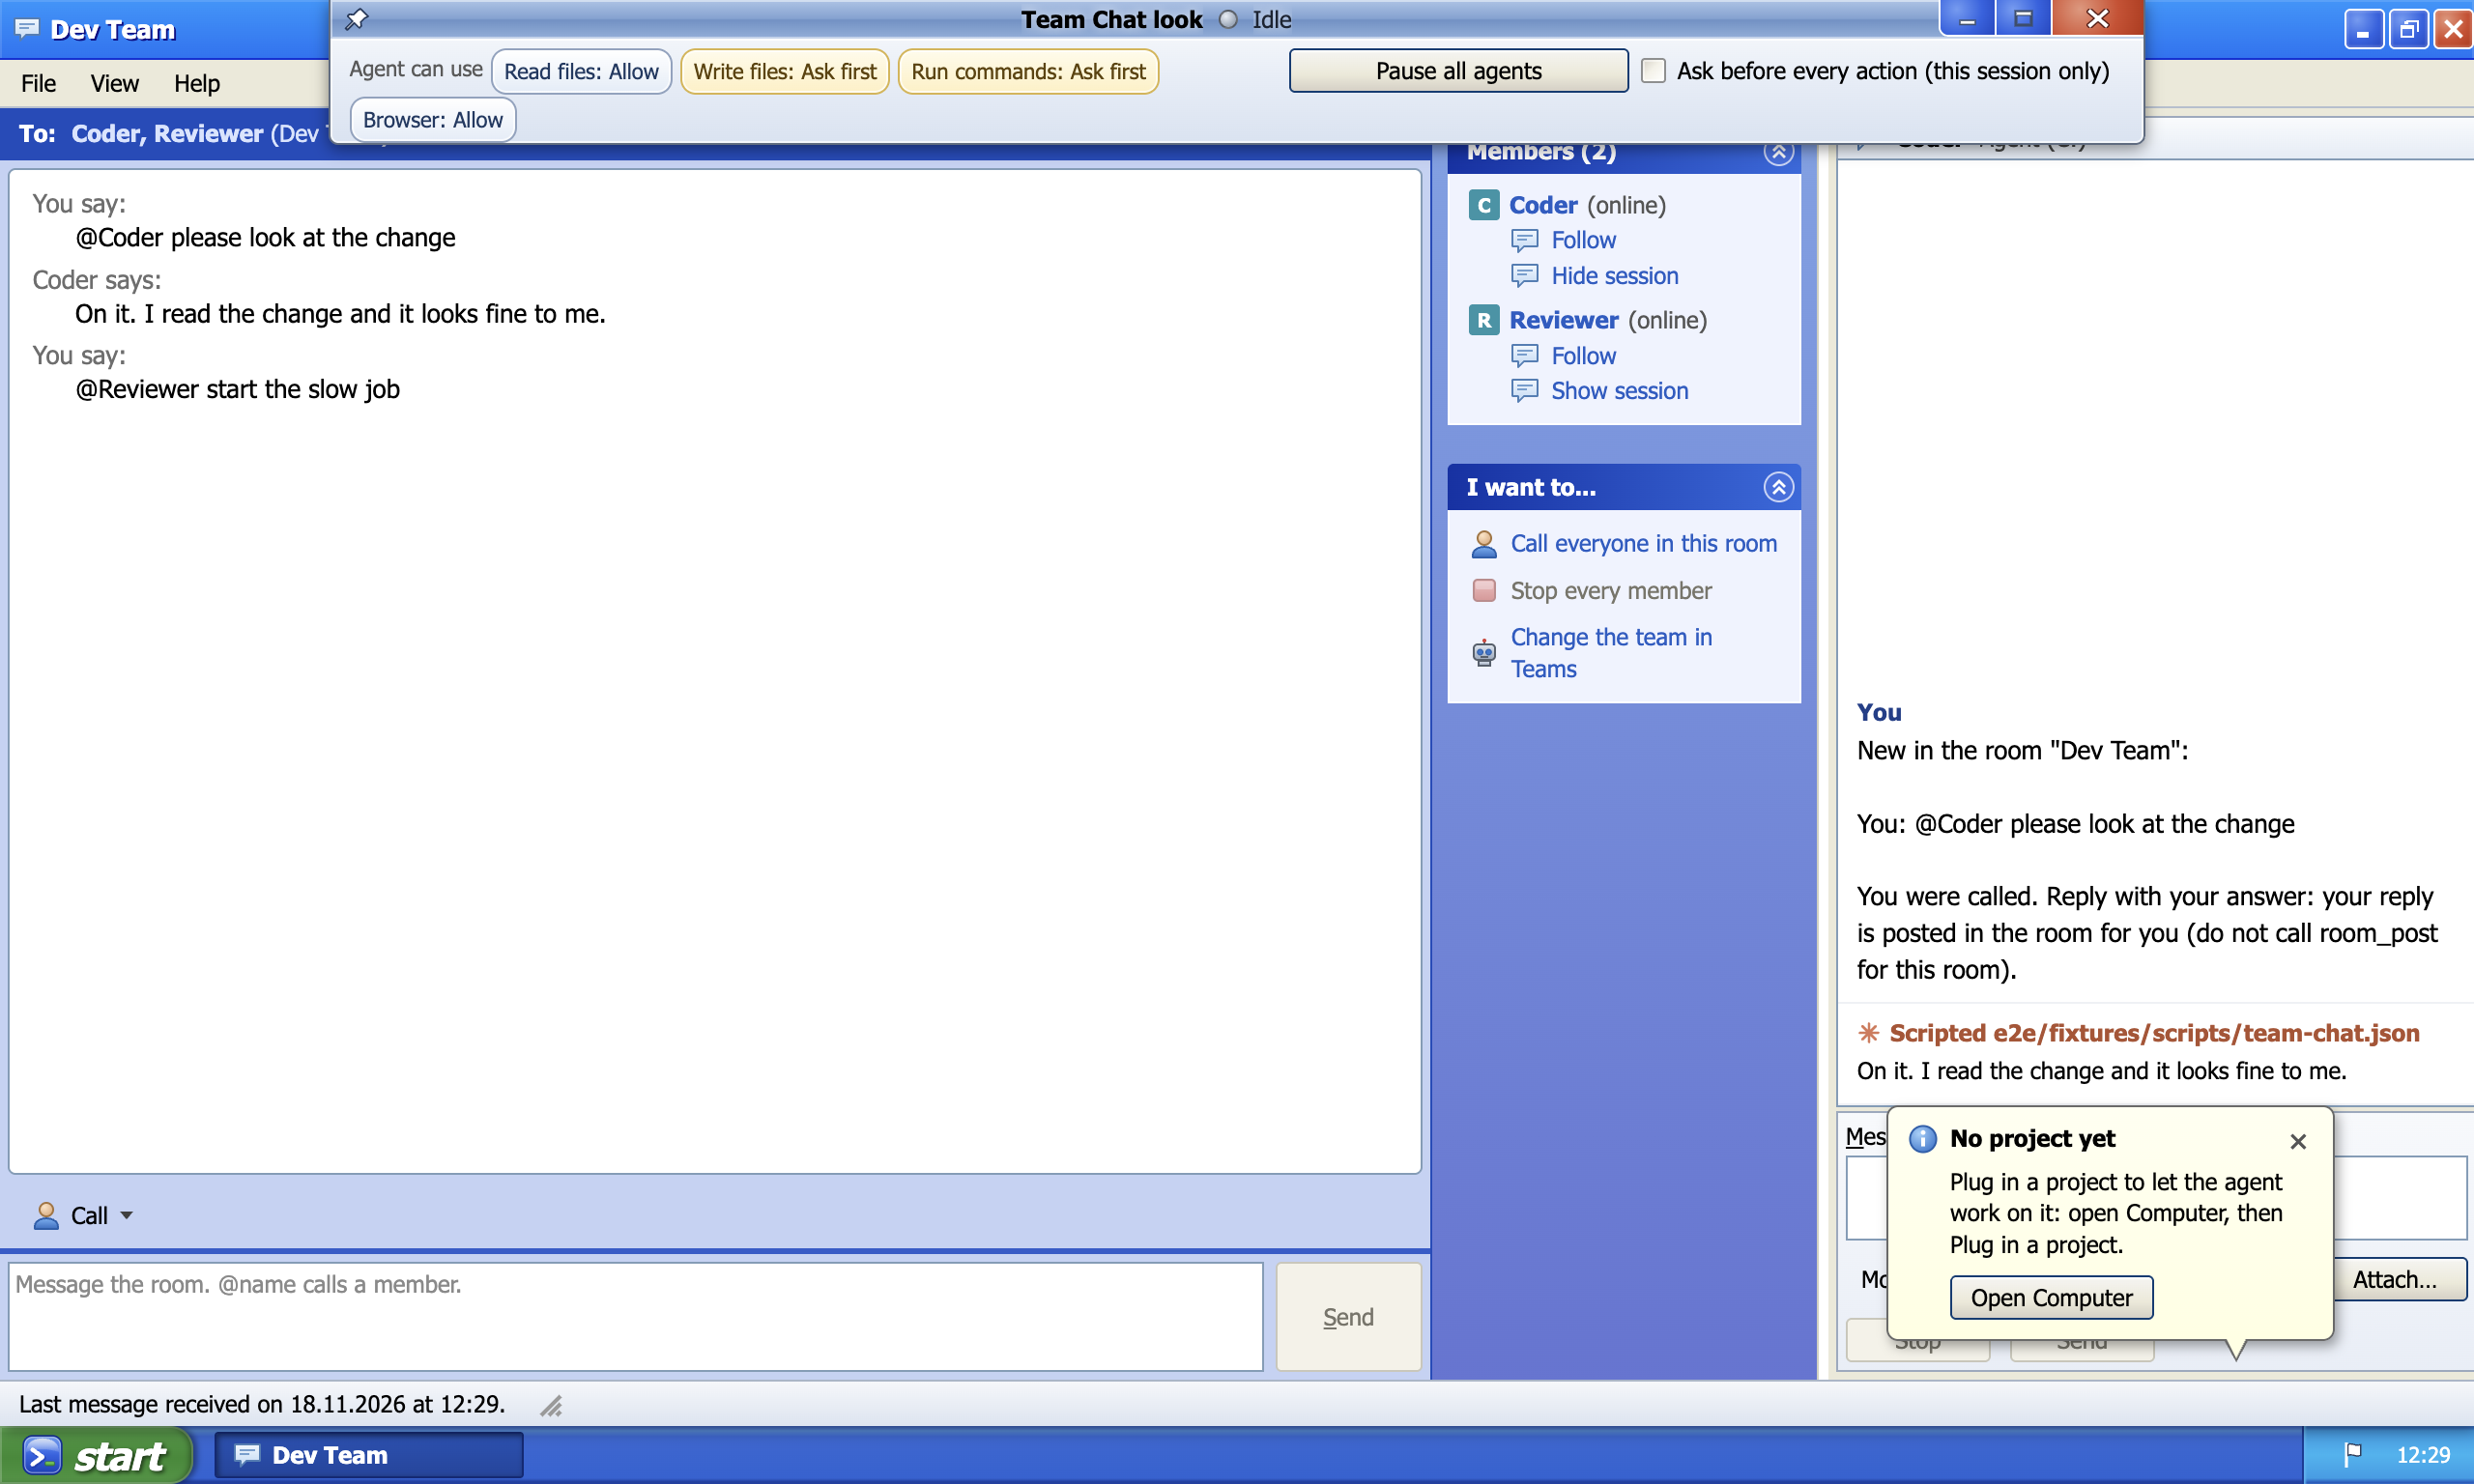 Dev Team
Team Chat look
Idle
File View Help
Agent can use
Read files: Allow
Write files: Ask first
Run commands: Ask first
Browser: Allow
Pause all agents
Ask before every action (this session only)
To: Coder, Reviewer (Dev
You say:
@Coder please look at the change
Coder says:
On it. I read the change and it looks fine to me.
You say:
@Reviewer start the slow job
Call
Message the room. @name calls a member.
Send
Last message received on 18.11.2026 at 12:29.
Members (2)
C Coder (online)
Follow
Hide session
R Reviewer (online)
Follow
Show session
I want to...
Call everyone in this room
Stop every member
Change the team in
Teams
You
New in the room "Dev Team":
You: @Coder please look at the change
You were called. Reply with your answer: your reply
is posted in the room for you (do not call room_post
for this room).
Scripted e2e/fixtures/scripts/team-chat.json
On it. I read the change and it looks fine to me.
No project yet
Plug in a project to let the agent
work on it: open Computer, then
Plug in a project.
Open Computer
Attach...
Stop
Send
start
Dev Team
12:29